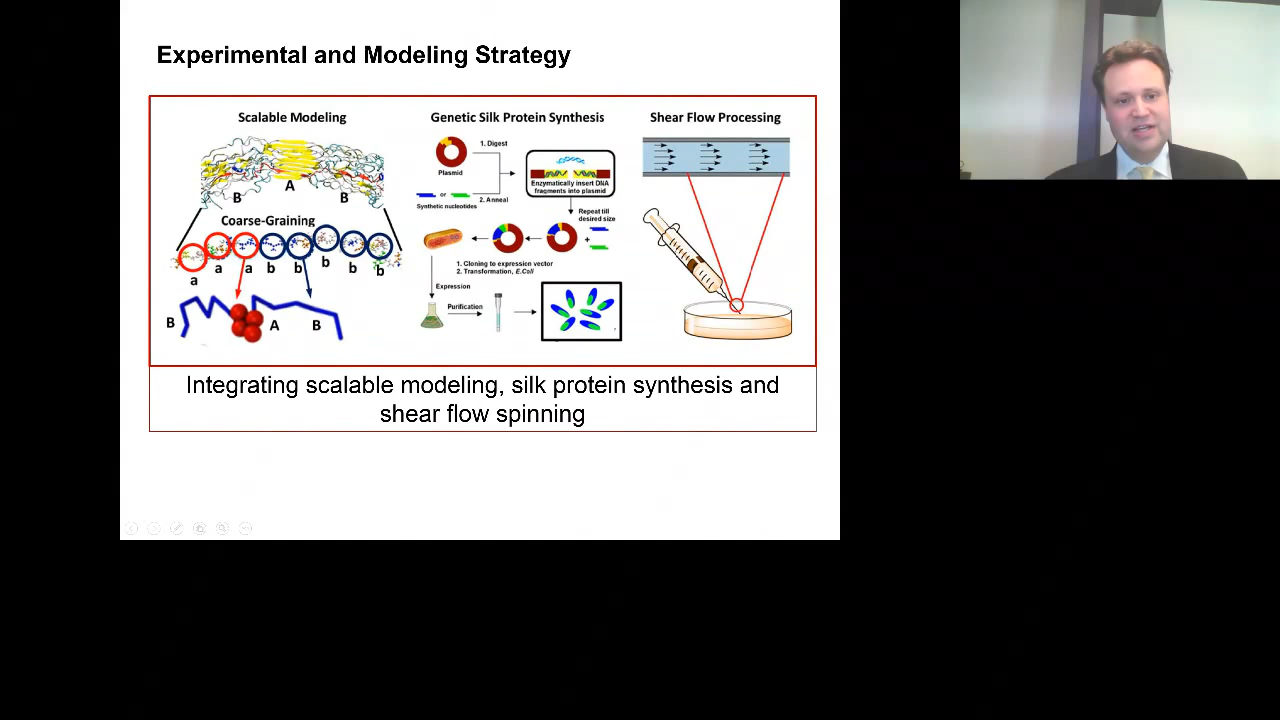 Experimental and Modeling Strategy
Scalable Modeling
B
A
B
Coarse-Graining
a
a
a
b
b
b
b
b
B
A
B
Genetic Silk Protein Synthesis
1. Digest
Plasmid
or
Synthetic nucleotides
2. Anneal
Enzymatically insert DNA
fragments into plasmid
Repeat till
desired size
+
1. Cloning to expression vector
2. Transformation, E.Coli
Expression
Purification
Shear Flow Processing
Integrating scalable modeling, silk protein synthesis and
shear flow spinning